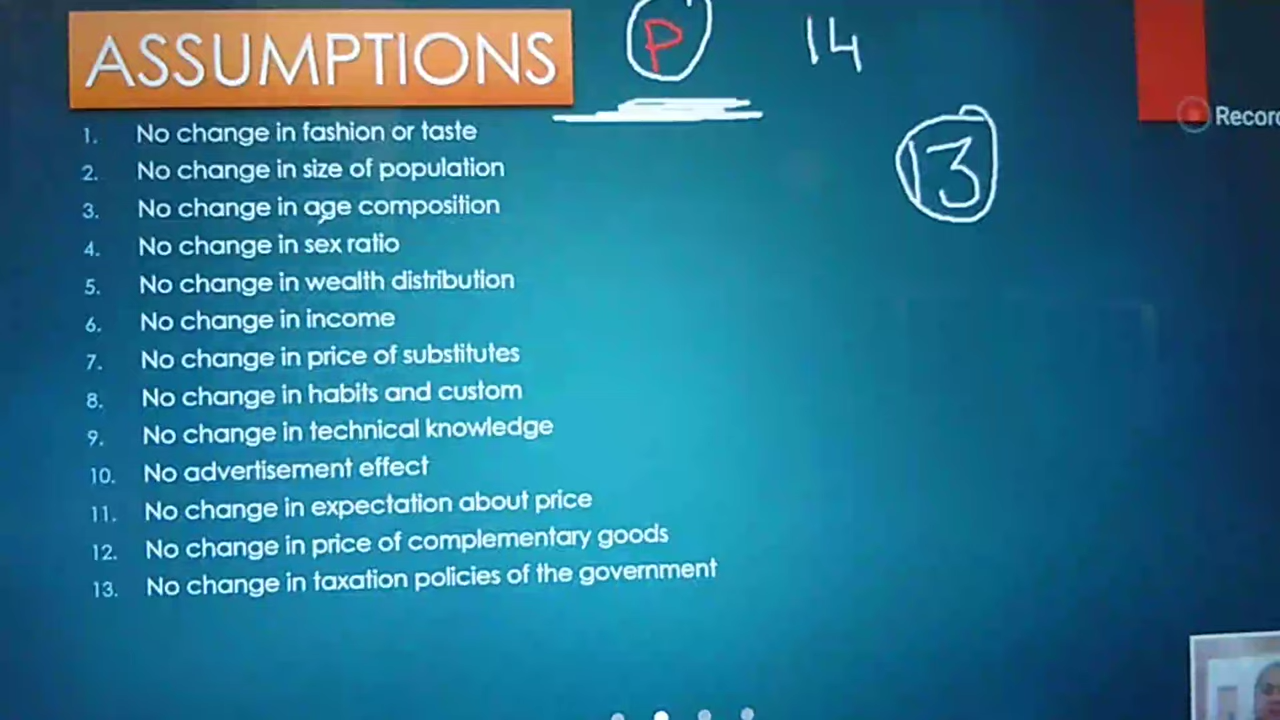 ASSUMPTIONS
P
14
13
Record
1. No change in fashion or taste
2. No change in size of population
3. No change in age composition
4. No change in sex ratio
5. No change in wealth distribution
6. No change in income
7. No change in price of substitutes
8. No change in habits and custom
9. No change in technical knowledge
10. No advertisement effect
11. No change in expectation about price
12. No change in price of complementary goods
13. No change in taxation policies of the government